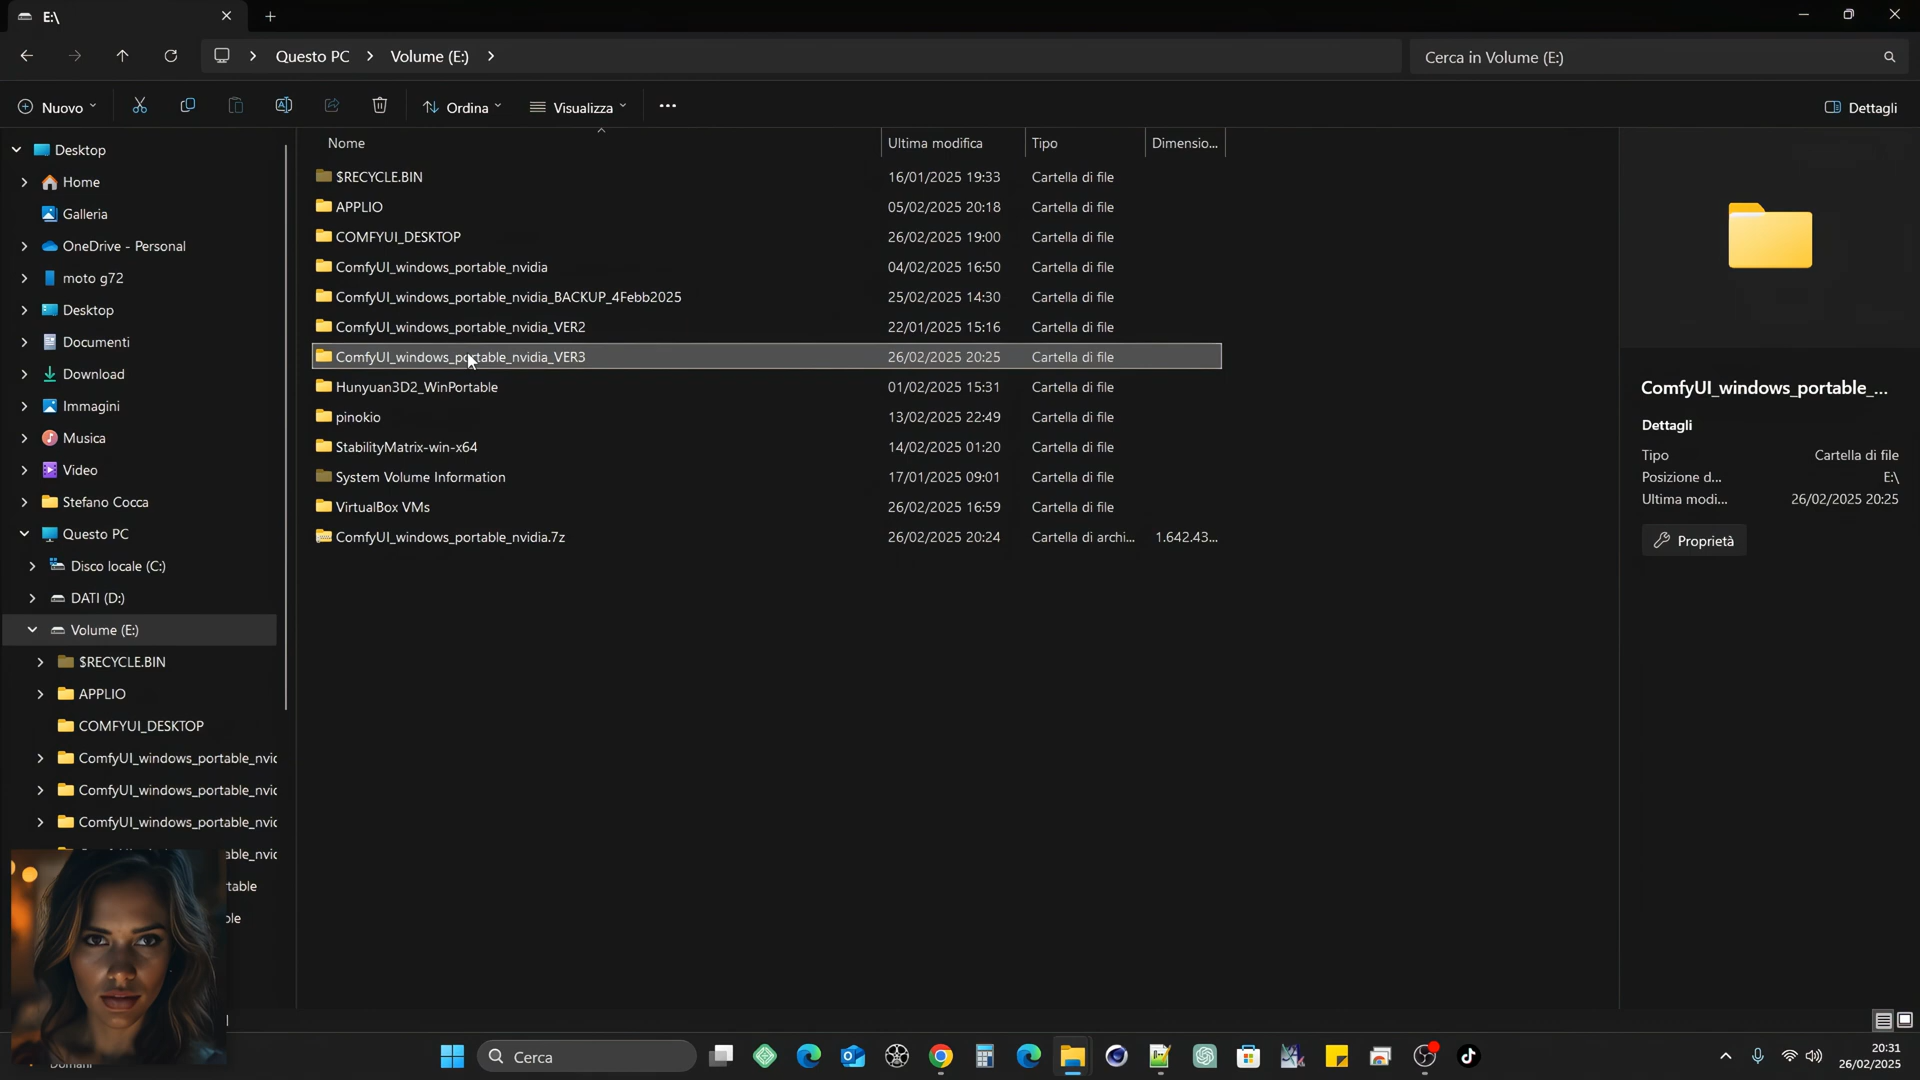 E:\
Questo PC > Volume (E:) >
Cerca in Volume (E:)
Nuovo
Ordina
Visualizza
Dettagli
Desktop
Home
Galleria
OneDrive - Personal
moto g72
Desktop
Documenti
Download
Immagini
Musica
Video
Stefano Cocca
Questo PC
Disco locale (C:)
DATI (D:)
Volume (E:)
$RECYCLE.BIN
APPLIO
COMFYUI_DESKTOP
ComfyUI_windows_portable_nvic
ComfyUI_windows_portable_nvic
ComfyUI_windows_portable_nvic
able_nvic
table
ble
Nome Ultima modifica Tipo Dimensio...
$RECYCLE.BIN 16/01/2025 19:33 Cartella di file
APPLIO 05/02/2025 20:18 Cartella di file
COMFYUI_DESKTOP 26/02/2025 19:00 Cartella di file
ComfyUI_windows_portable_nvidia 04/02/2025 16:50 Cartella di file
ComfyUI_windows_portable_nvidia_BACKUP_4Febb2025 25/02/2025 14:30 Cartella di file
ComfyUI_windows_portable_nvidia_VER2 22/01/2025 15:16 Cartella di file
ComfyUI_windows_portable_nvidia_VER3 26/02/2025 20:25 Cartella di file
Hunyuan3D2_WinPortable 01/02/2025 15:31 Cartella di file
pinokio 13/02/2025 22:49 Cartella di file
StabilityMatrix-win-x64 14/02/2025 01:20 Cartella di file
System Volume Information 17/01/2025 09:01 Cartella di file
VirtualBox VMs 26/02/2025 16:59 Cartella di file
ComfyUI_windows_portable_nvidia.7z 26/02/2025 20:24 Cartella di archi... 1.642.43...
ComfyUI_windows_portable_...
Dettagli
Tipo Cartella di file
Posizione d... E:\
Ultima modi... 26/02/2025 20:25
Proprietà
Cerca
20:31
26/02/2025